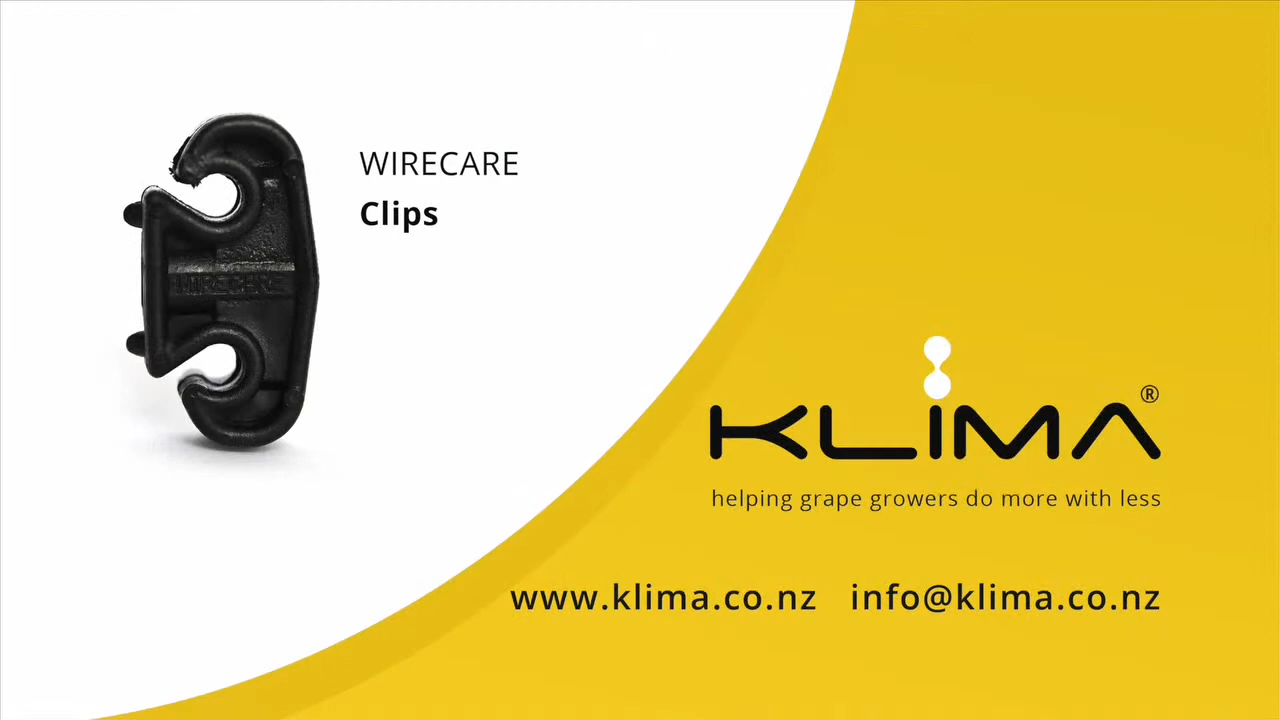 WIRECARE
Clips
WIRECARE
KLIMA®
helping grape growers do more with less
www.klima.co.nz info@klima.co.nz